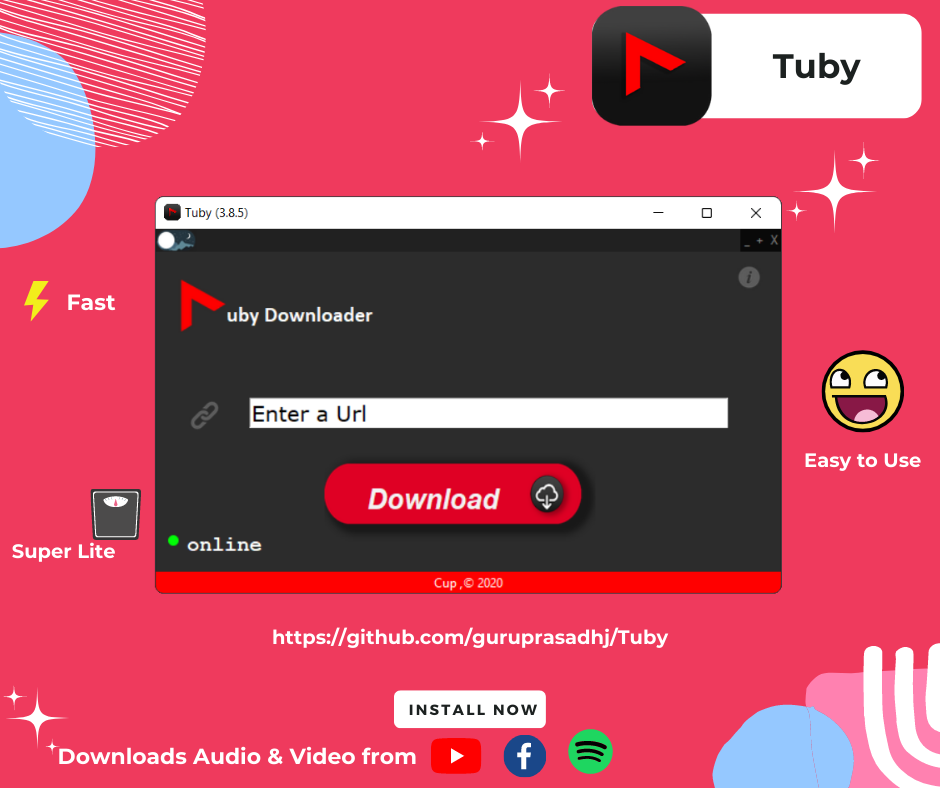 Tuby
Tuby (3.8.5)
_ + X
i
uby Downloader
Fast
Enter a Url
Easy to Use
Download
Super Lite
online
Cup ,© 2020
https://github.com/guruprasadhj/Tuby
INSTALL NOW
Downloads Audio & Video from
f